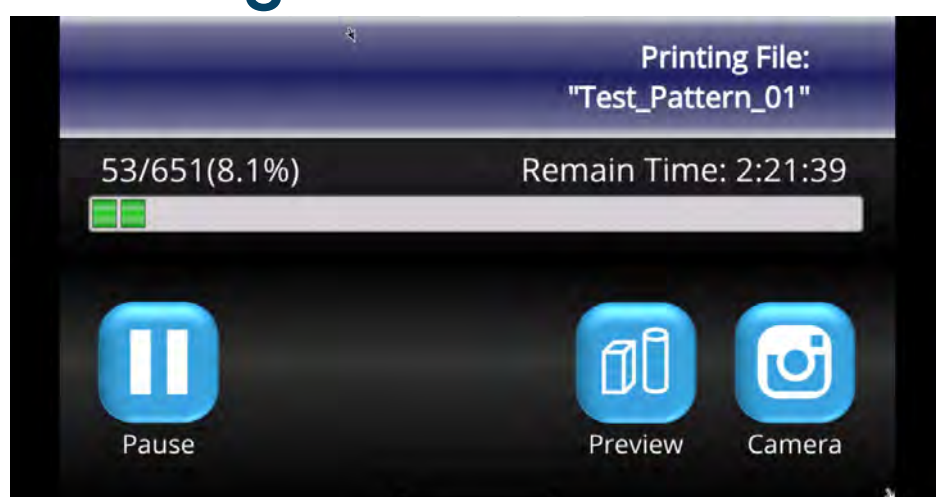 Printing File:
"Test_Pattern_01"
53/651(8.1%)
Remain Time: 2:21:39
Pause
Preview
Camera